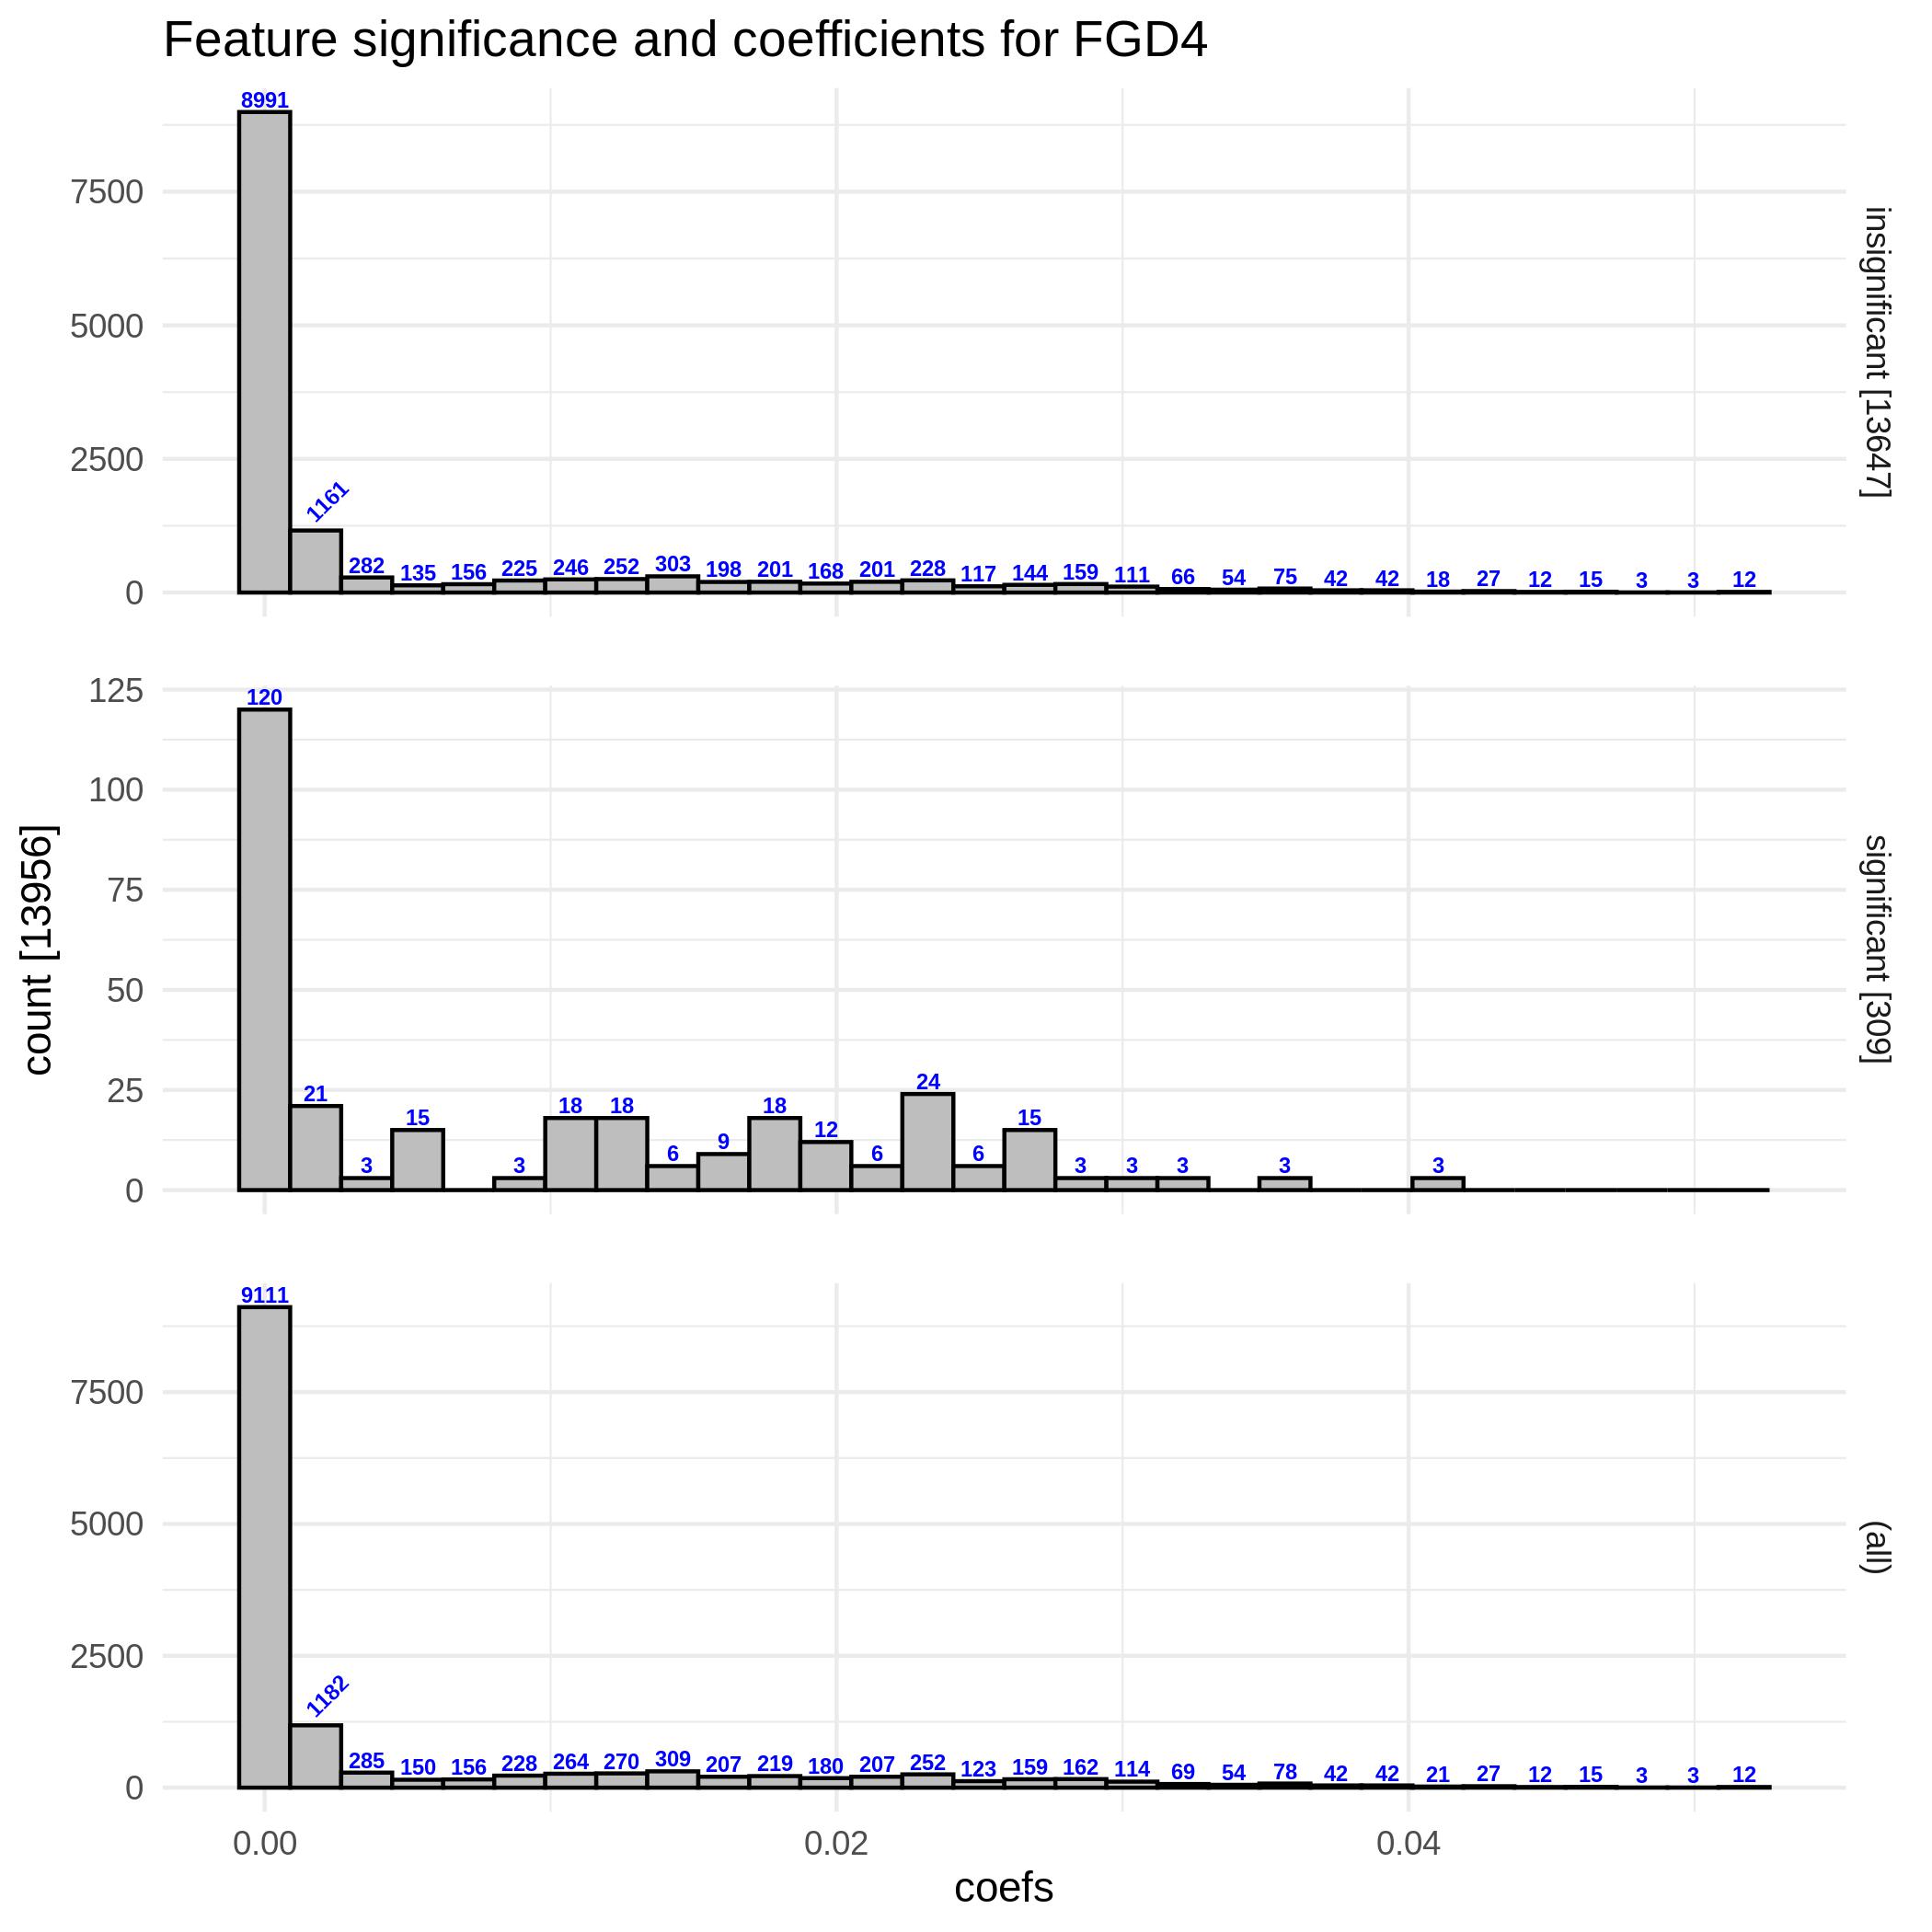 Feature significance and coefficients for FGD4
count [13956]
8991
7500
5000
2500
0
1161
282 135 156 225 246 252 303 198 201 168 201 228 117 144 159 111 66 54 75 42 42 18 27 12 15 3 3 12
insignificant [13647]
125
100
75
50
25
0
120
21 3 15 3 18 18 6 9 18 12 6 24 6 15 3 3 3 3 3
significant [309]
9111
7500
5000
2500
0
1182
285 150 156 228 264 270 309 207 219 180 207 252 123 159 162 114 69 54 78 42 42 21 27 12 15 3 3 12
(all)
0.00 0.02 0.04
coefs